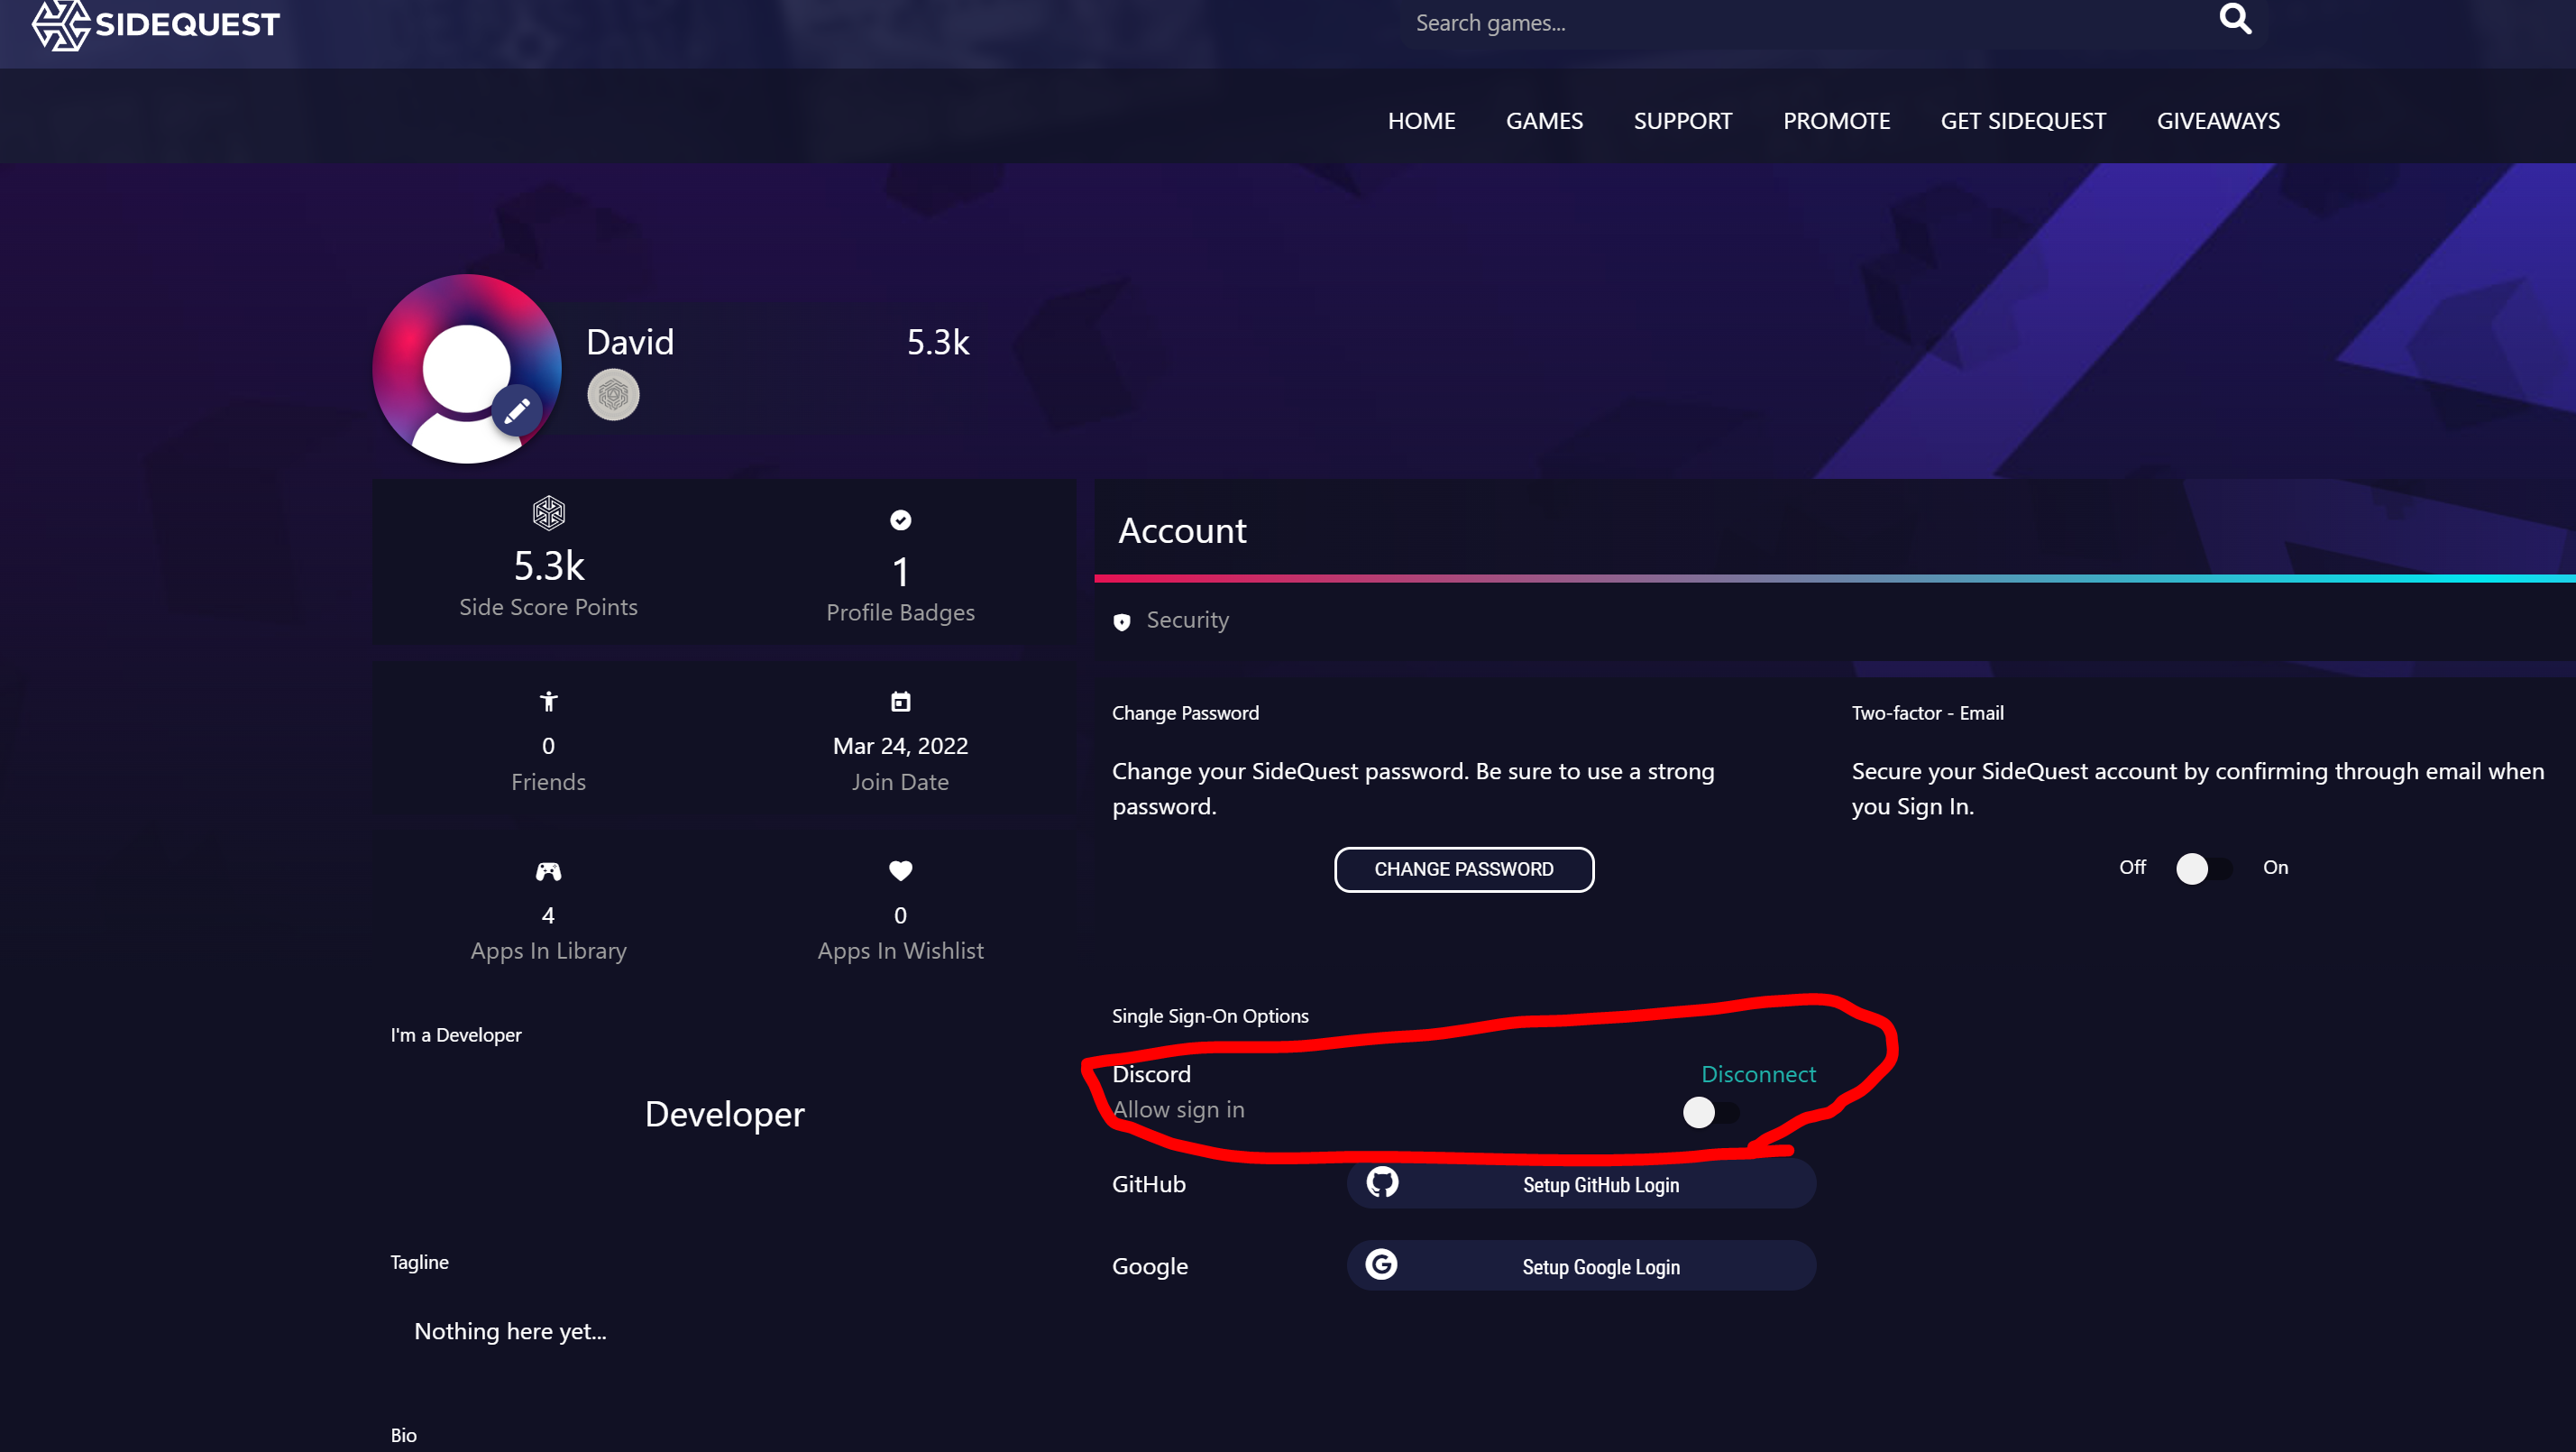 SIDEQUEST
Search games...
HOME GAMES SUPPORT PROMOTE GET SIDEQUEST GIVEAWAYS
David 5.3k
5.3k
Side Score Points
1
Profile Badges
0
Friends
Mar 24, 2022
Join Date
4
Apps In Library
0
Apps In Wishlist
I'm a Developer
Developer
Tagline
Nothing here yet...
Bio
Account
Security
Change Password
Change your SideQuest password. Be sure to use a strong
password.
CHANGE PASSWORD
Two-factor - Email
Secure your SideQuest account by confirming through email when
you Sign In.
Off On
Single Sign-On Options
Discord Disconnect
Allow sign in
GitHub Setup GitHub Login
Google Setup Google Login